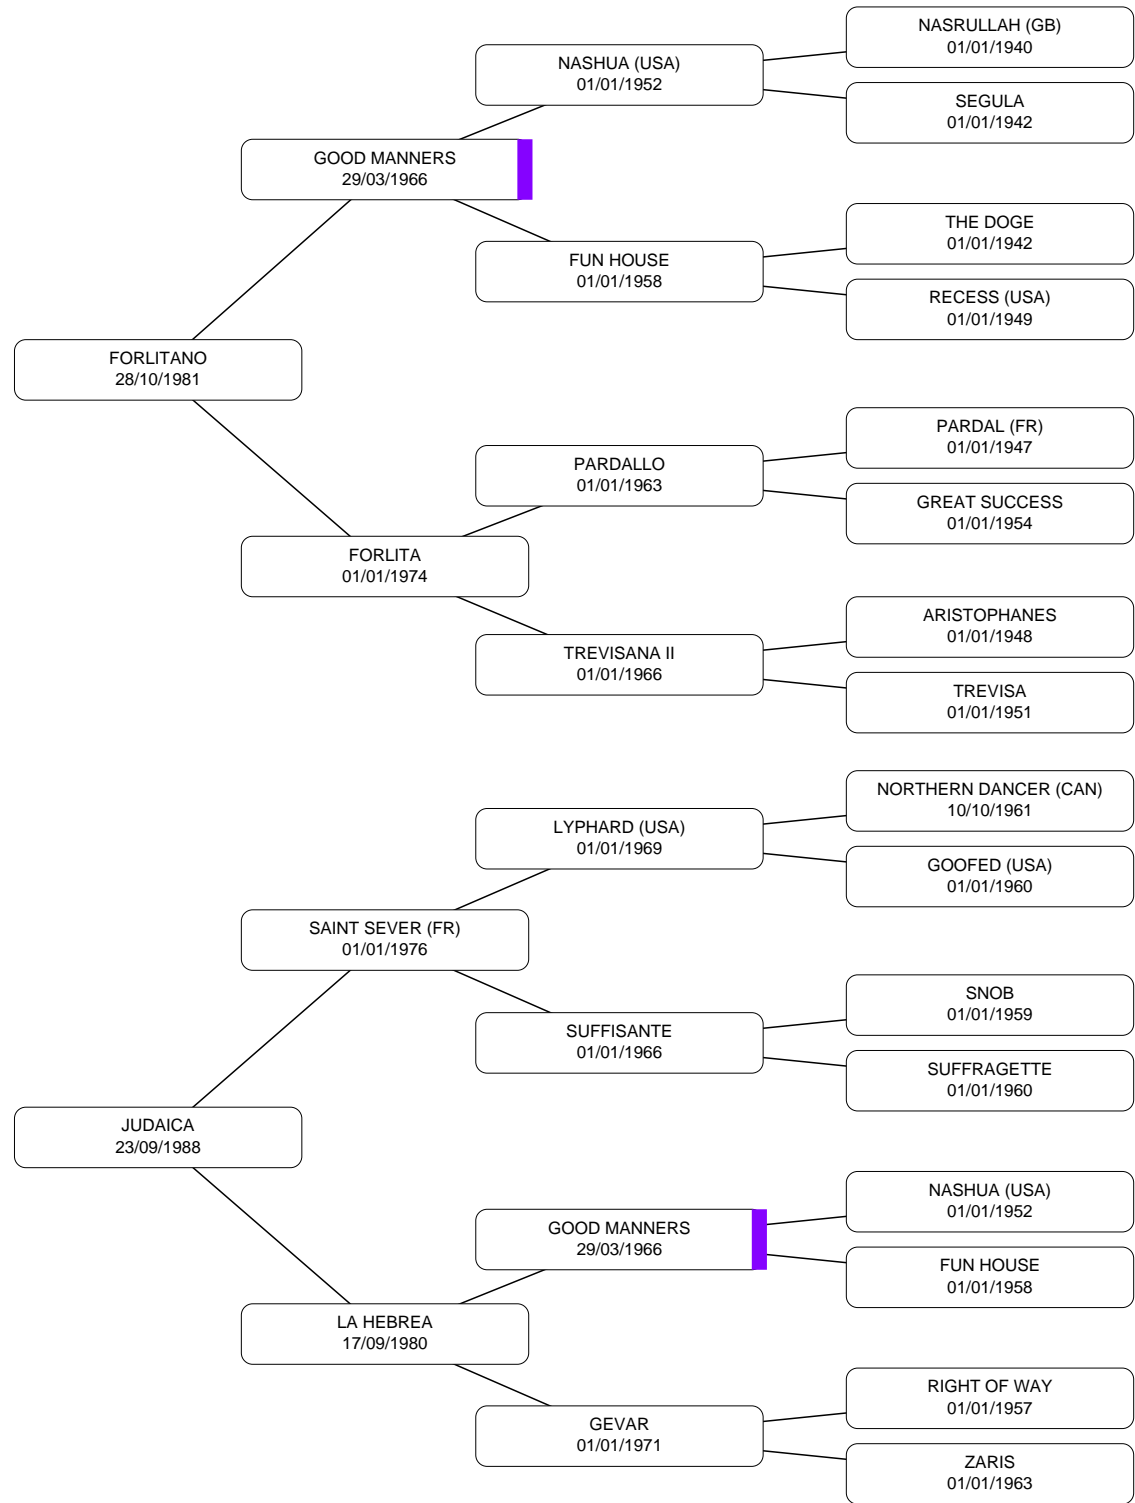 NASRULLAH (GB)
01/01/1940
NASHUA (USA)
01/01/1952
SEGULA
01/01/1942
GOOD MANNERS
29/03/1966
THE DOGE
01/01/1942
FUN HOUSE
01/01/1958
RECESS (USA)
01/01/1949
FORLITANO
28/10/1981
PARDAL (FR)
01/01/1947
PARDALLO
01/01/1963
GREAT SUCCESS
01/01/1954
FORLITA
01/01/1974
ARISTOPHANES
01/01/1948
TREVISANA II
01/01/1966
TREVISA
01/01/1951
NORTHERN DANCER (CAN)
10/10/1961
LYPHARD (USA)
01/01/1969
GOOFED (USA)
01/01/1960
SAINT SEVER (FR)
01/01/1976
SNOB
01/01/1959
SUFFISANTE
01/01/1966
SUFFRAGETTE
01/01/1960
JUDAICA
23/09/1988
NASHUA (USA)
01/01/1952
GOOD MANNERS
29/03/1966
FUN HOUSE
01/01/1958
LA HEBREA
17/09/1980
RIGHT OF WAY
01/01/1957
GEVAR
01/01/1971
ZARIS
01/01/1963